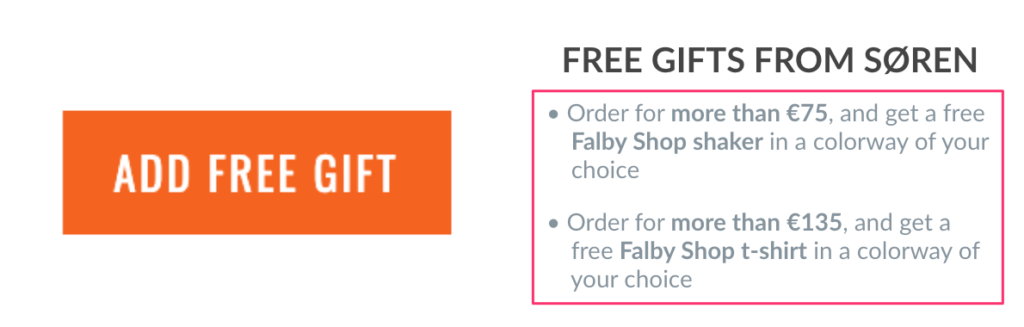 ADD FREE GIFT
FREE GIFTS FROM SØREN
• Order for more than €75, and get a free
Falby Shop shaker in a colorway of your
choice
• Order for more than €135, and get a
free Falby Shop t-shirt in a colorway of
your choice